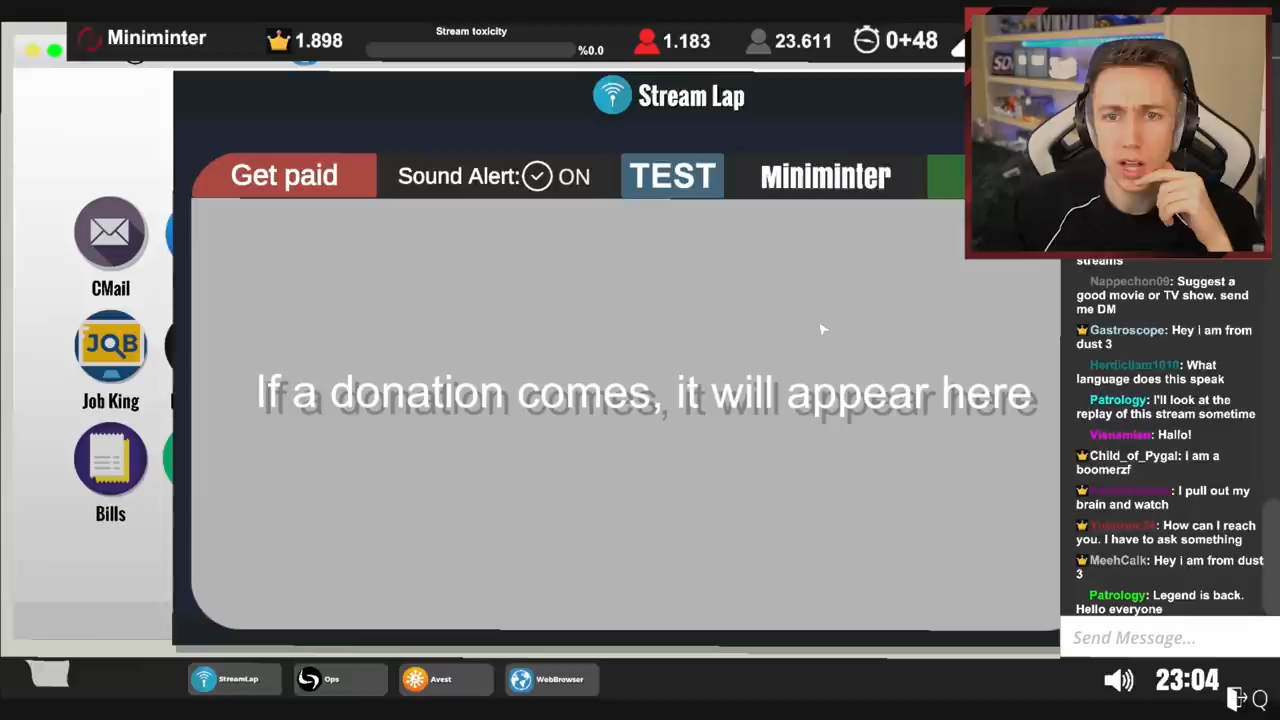 Miniminter
1.898
Stream toxicity
%0.0
1.183
23.611
0+48
Stream Lap
Get paid
Sound Alert: ON
TEST
Miniminter
If a donation comes, it will appear here
CMail
Job King
JOB
Bills
streams
Nappechon09: Suggest a
good movie or TV show. send
me DM
Gastroscope: Hey i am from
dust 3
Herdicilam1010: What
language does this speak
Patrology: I'll look at the
replay of this stream sometime
Visnamian: Hallo!
Child_of_Pygal: i am a
boomerzf
: I pull out my
brain and watch
: How can I reach
you. I have to ask something
MeehCalk: Hey i am from dust
3
Patrology: Legend is back.
Hello everyone
Send Message...
StreamLap
Ops
Avest
WebBrowser
23:04
Q